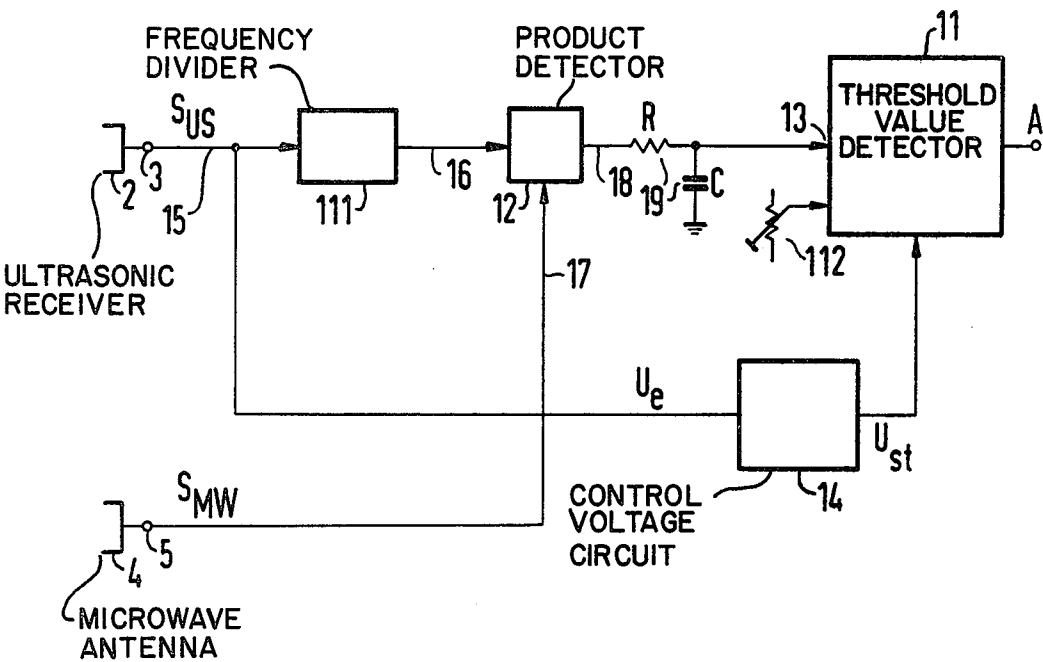 FREQUENCY
DIVIDER
PRODUCT
DETECTOR
11
THRESHOLD
VALUE
DETECTOR
A
S_US
R
13
2
3
15
111
16
12
18
19
C
112
ULTRASONIC
RECEIVER
17
U_e
U_st
S_MW
CONTROL
VOLTAGE
CIRCUIT
14
4
5
MICROWAVE
ANTENNA